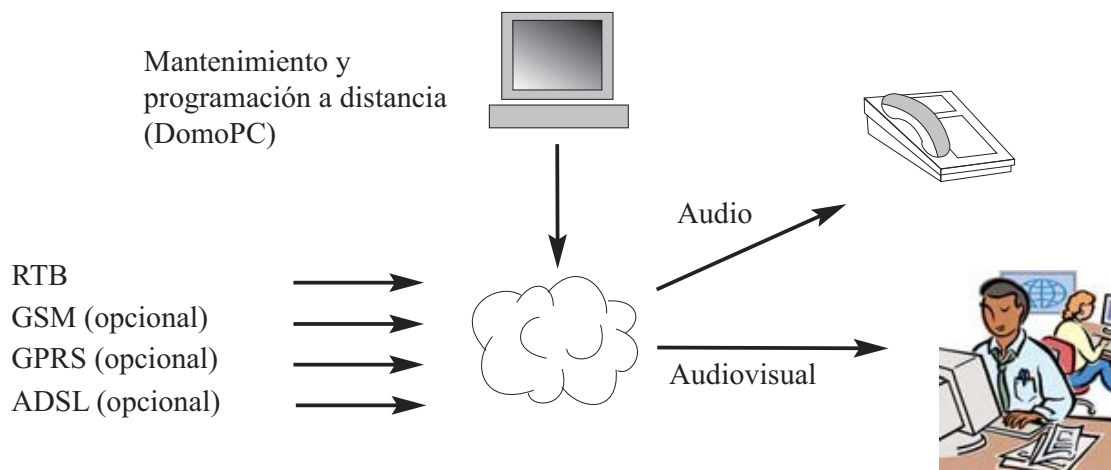 Mantenimiento y
programación a distancia
(DomoPC)
Audio
RTB
GSM (opcional)
GPRS (opcional)
ADSL (opcional)
Audiovisual